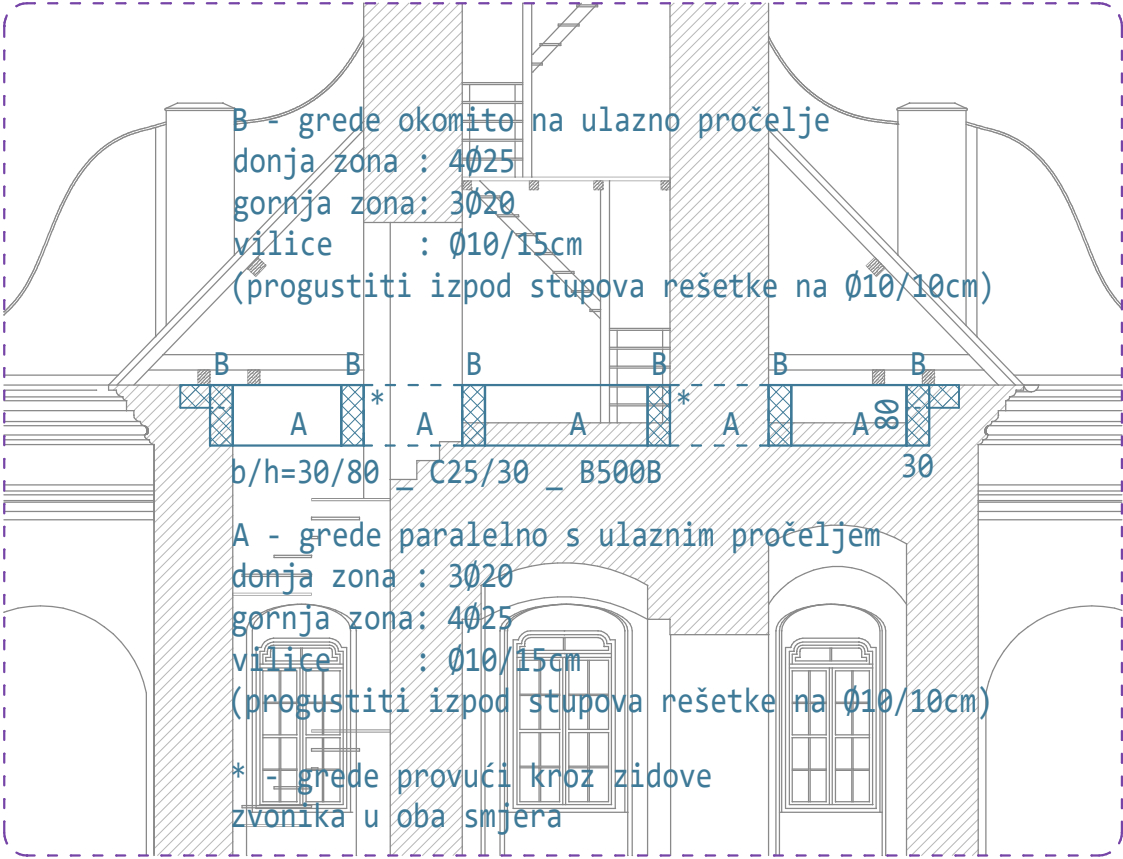 B - grede okomito na ulazno pročelje
donja zona : 4Ø25
gornja zona: 3Ø20
vilice     : Ø10/15cm
(progustiti izpod stupova rešetke na Ø10/10cm)
B B B B B B
* *
A A A A A 80
b/h=30/80 _ C25/30 _ B500B 30
A - grede paralelno s ulaznim pročeljem
donja zona : 3Ø20
gornja zona: 4Ø25
vilice     : Ø10/15cm
(progustiti izpod stupova rešetke na Ø10/10cm)
* - grede provući kroz zidove
zvonika u oba smjera